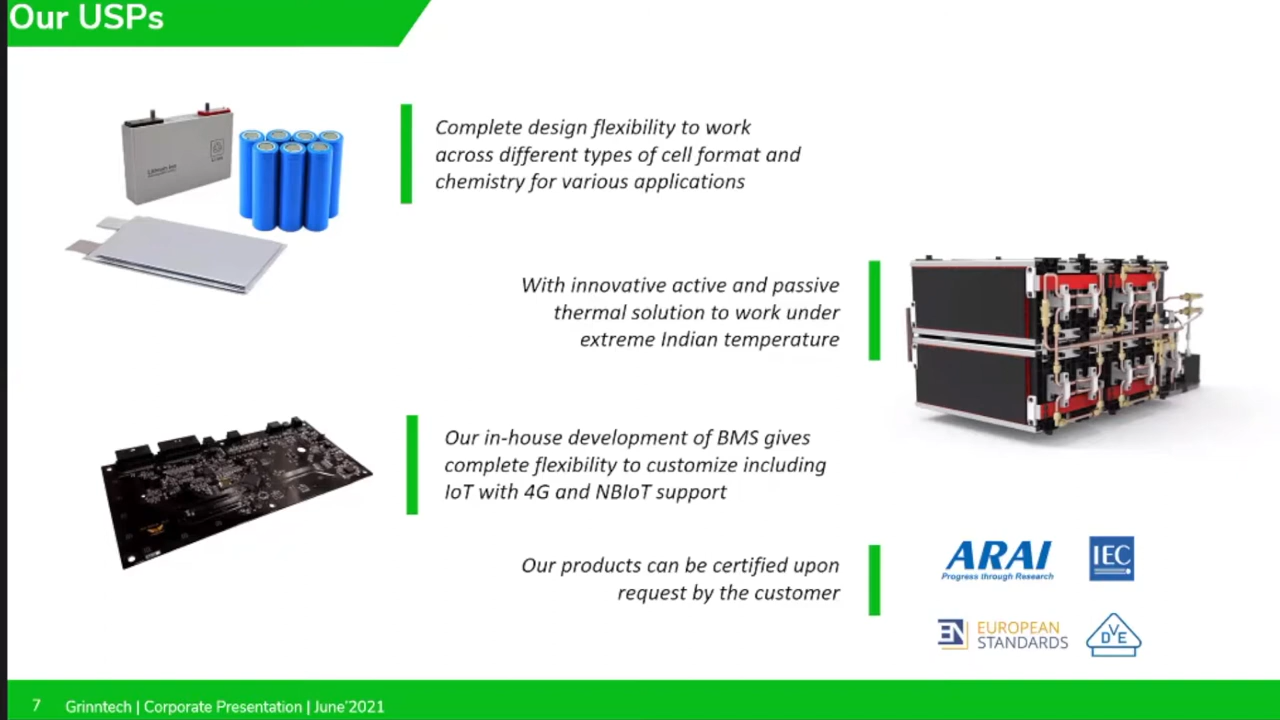 Our USPs
Complete design flexibility to work
across different types of cell format and
chemistry for various applications
With innovative active and passive
thermal solution to work under
extreme Indian temperature
Our in-house development of BMS gives
complete flexibility to customize including
IoT with 4G and NBIoT support
Our products can be certified upon
request by the customer
ARAI
Progress through Research
IEC
EN EUROPEAN
STANDARDS
DVE
7 Grinntech | Corporate Presentation | June'2021